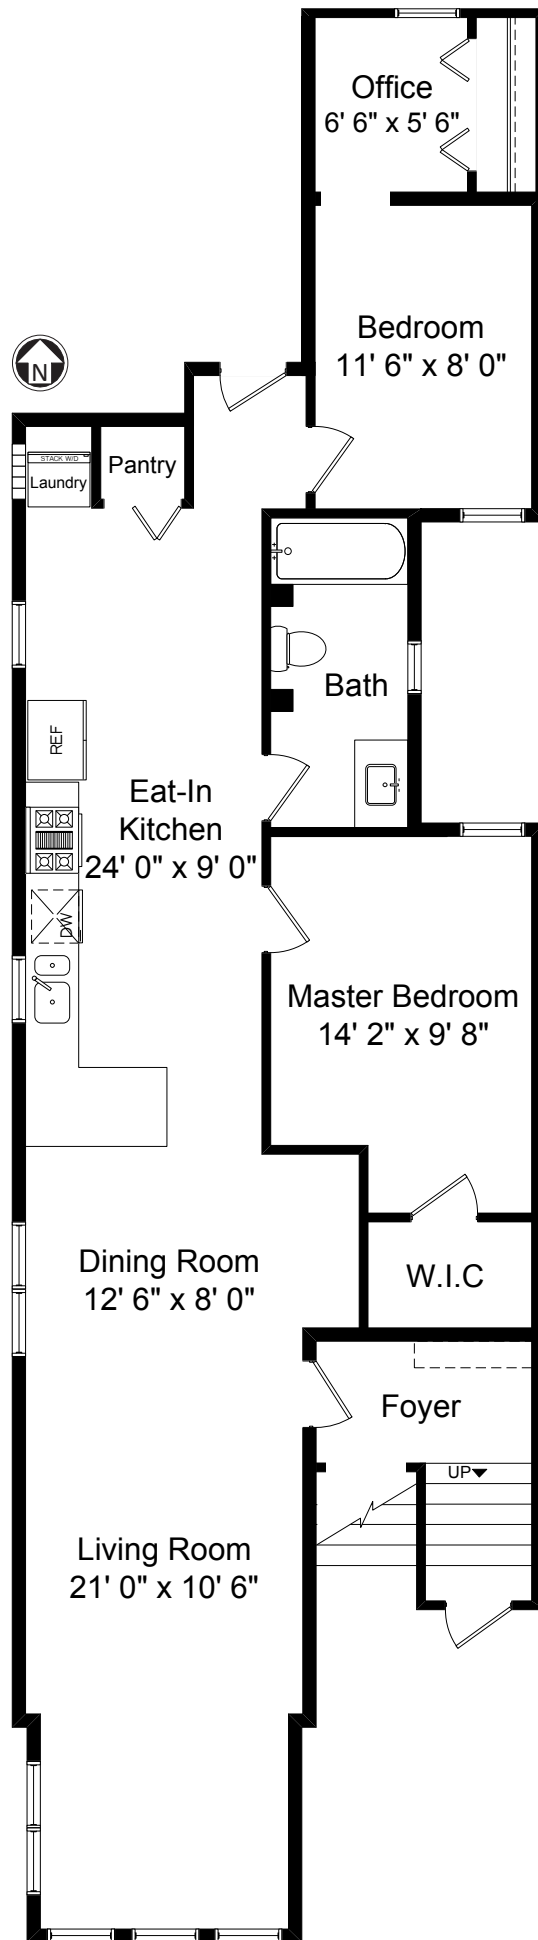 Office
6' 6" x 5' 6"
Bedroom
11' 6" x 8' 0"
N
STACK W/D
Laundry
Pantry
Bath
REF
Eat-In
Kitchen
24' 0" x 9' 0"
DW
Master Bedroom
14' 2" x 9' 8"
Dining Room
12' 6" x 8' 0"
W.I.C
Foyer
UP
Living Room
21' 0" x 10' 6"